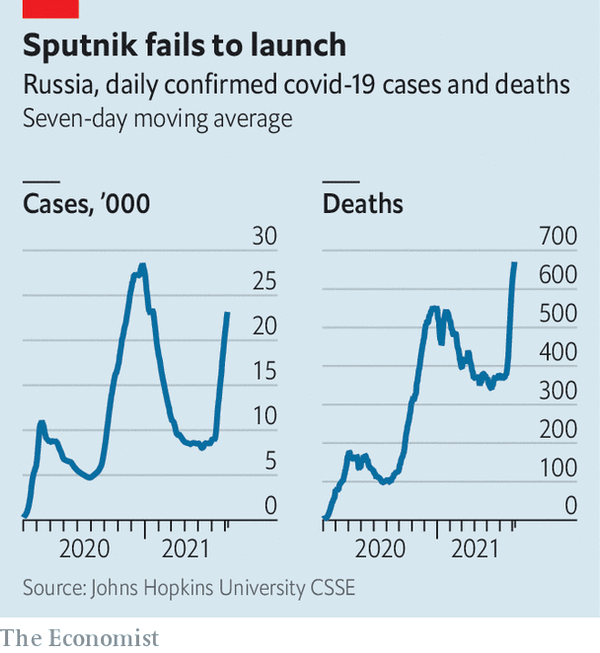 Sputnik fails to launch
Russia, daily confirmed covid-19 cases and deaths
Seven-day moving average
Cases, ’000
30
25
20
15
10
5
0
2020 2021
Deaths
700
600
500
400
300
200
100
0
2020 2021
Source: Johns Hopkins University CSSE
The Economist